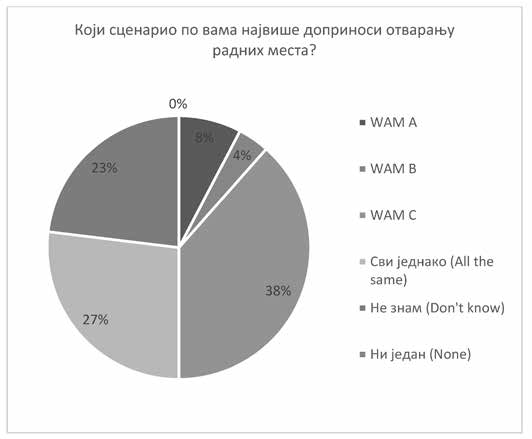 Који сценарио по вама највише доприноси отварању
радних места?
0%
8%
4%
23%
38%
27%
WAM A
WAM B
WAM C
Сви једнако (All the
same)
Не знам (Don't know)
Ни један (None)